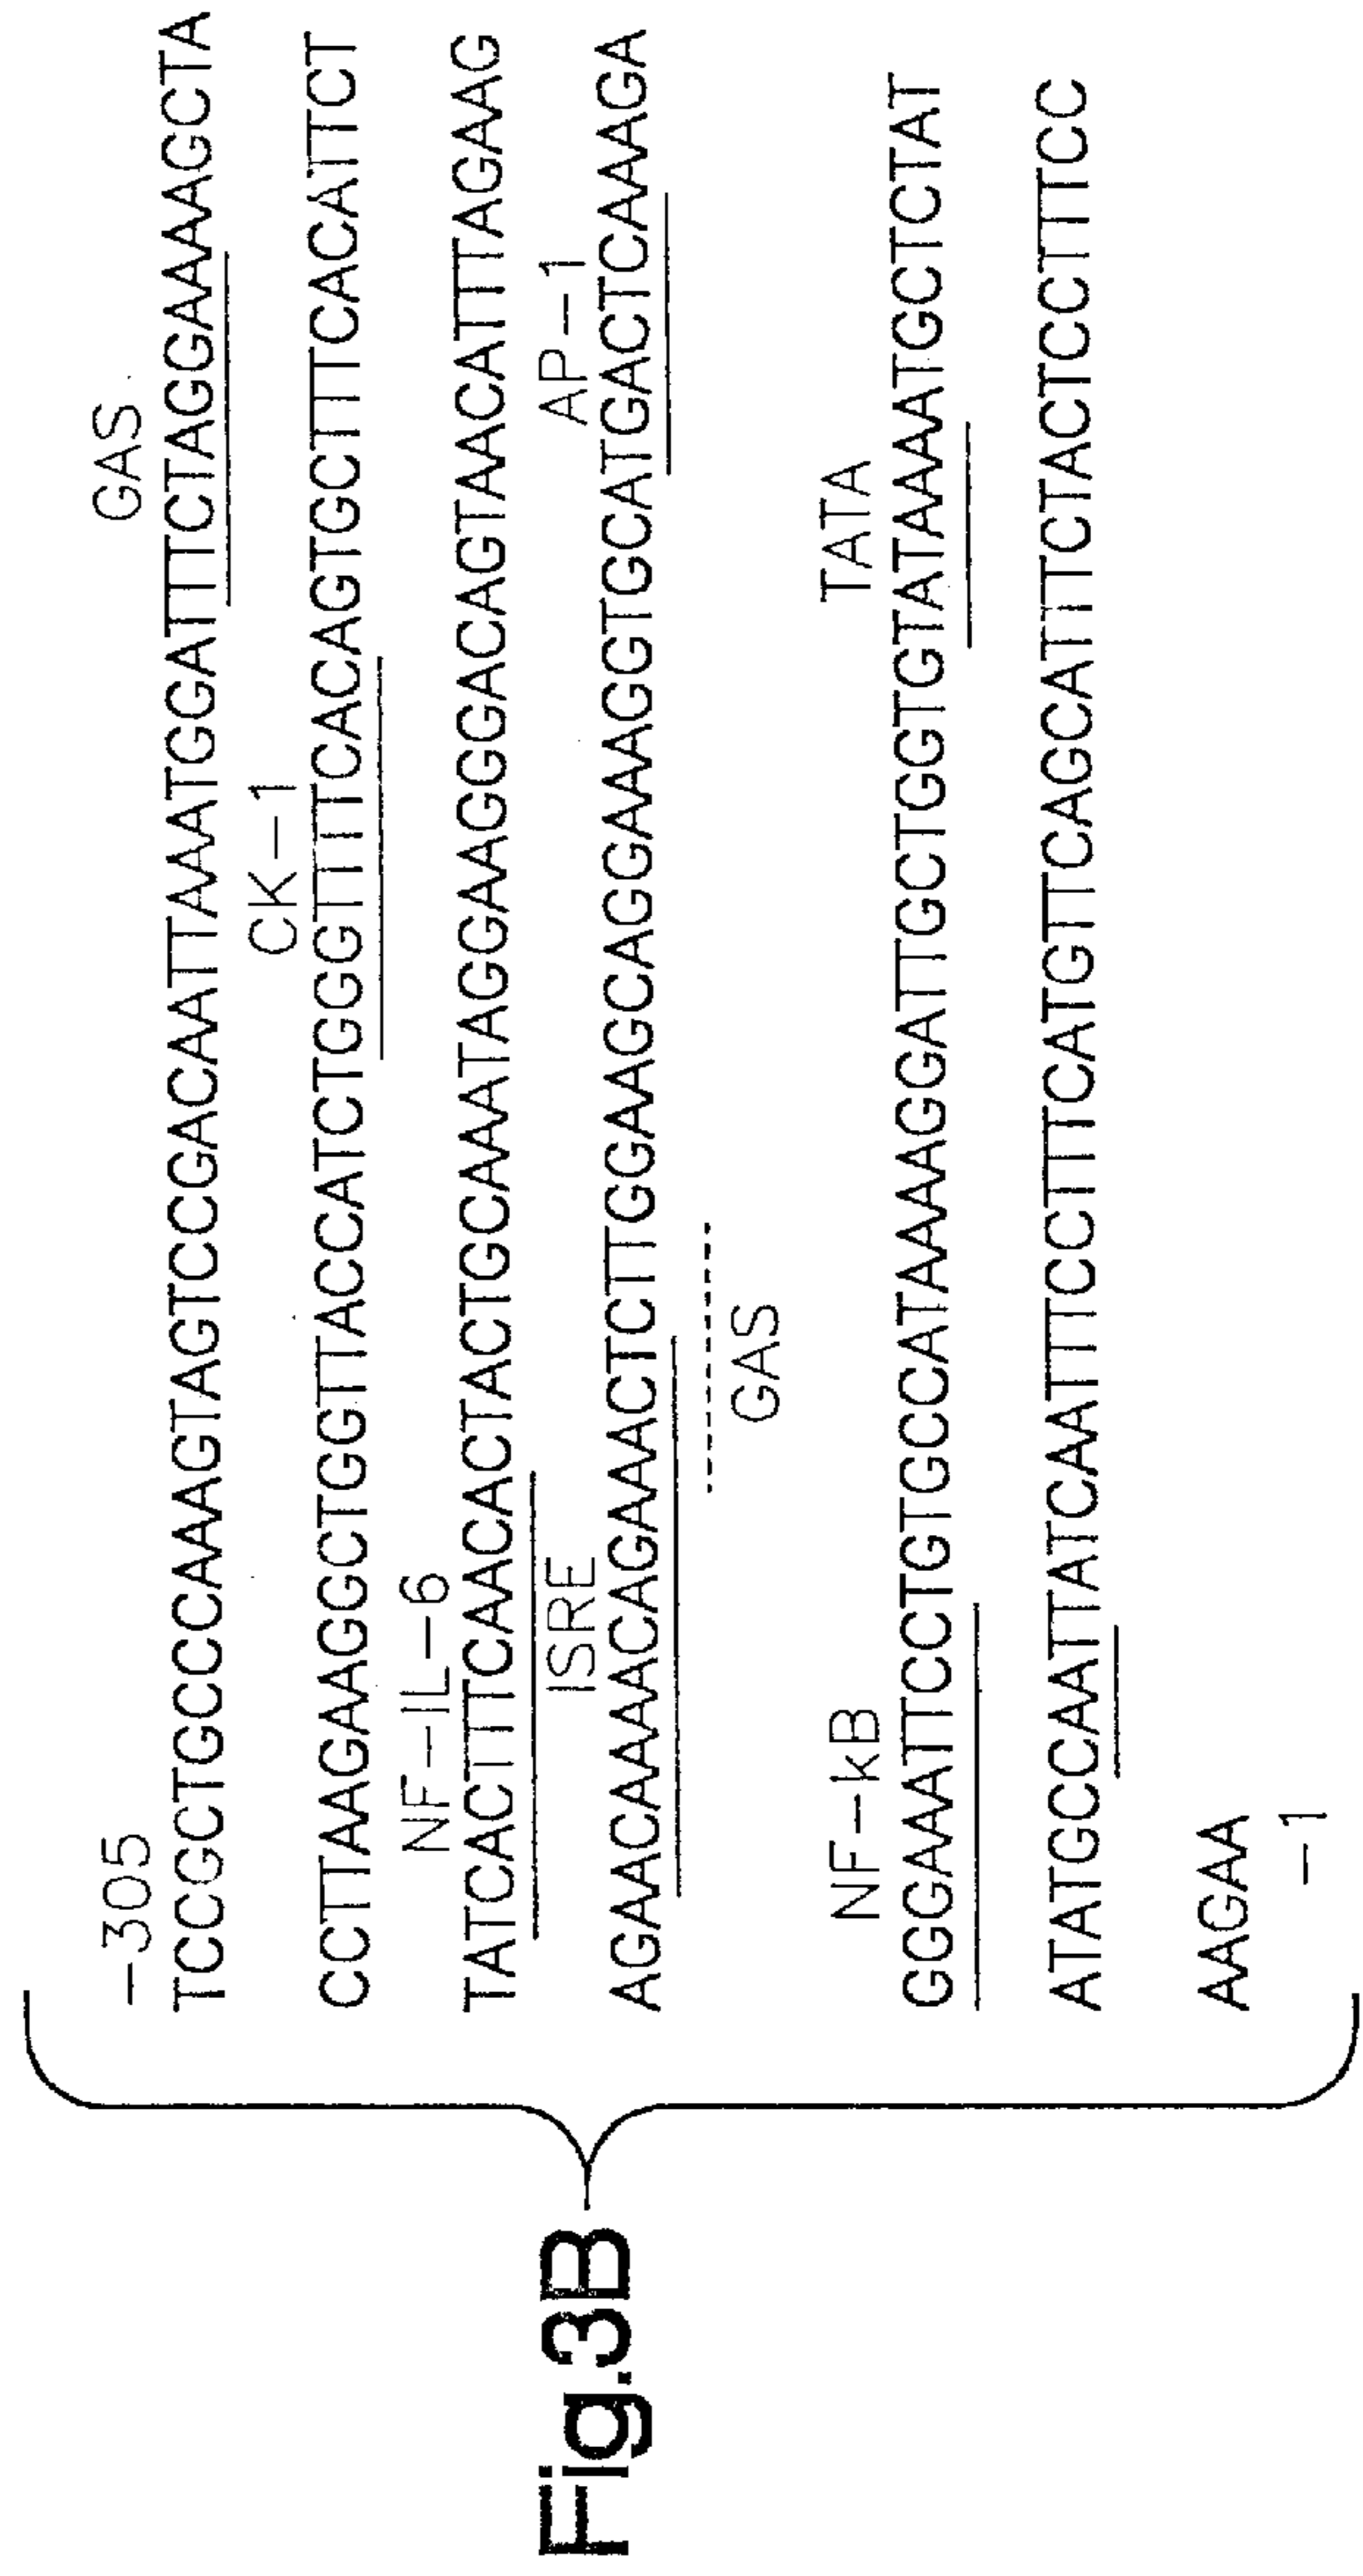 -305 GAS
TCCGCTGCCCAAAGTAGTCCGACAATTAAATGGATTTCTAGGAAAAGCTA
CK-1
CCTTAAGAAGGCTGGTTACCATCTGGGTTTTCACAGTGCTTTCACATTCT
NF-IL-6
TATCACTTTCAACACTACTGCAAATAGGAAGGGACAGTAACATTTAGAAG
ISRE AP-1
AGAACAAAACAGAAACTCTTGGAAGCAGGAAAGGTGCATGACTCAAAGA
GAS
NF-kB TATA
GGGAAATTCCTGTGCCATAAAAGGATTGCTGGTGTATAAAATGCTCTAT
ATATGCCAATTATCAATTTCCTTTCATGTTCAGCATTTCTACTCCTTTCC
AAGAA
-1
Fig.3B